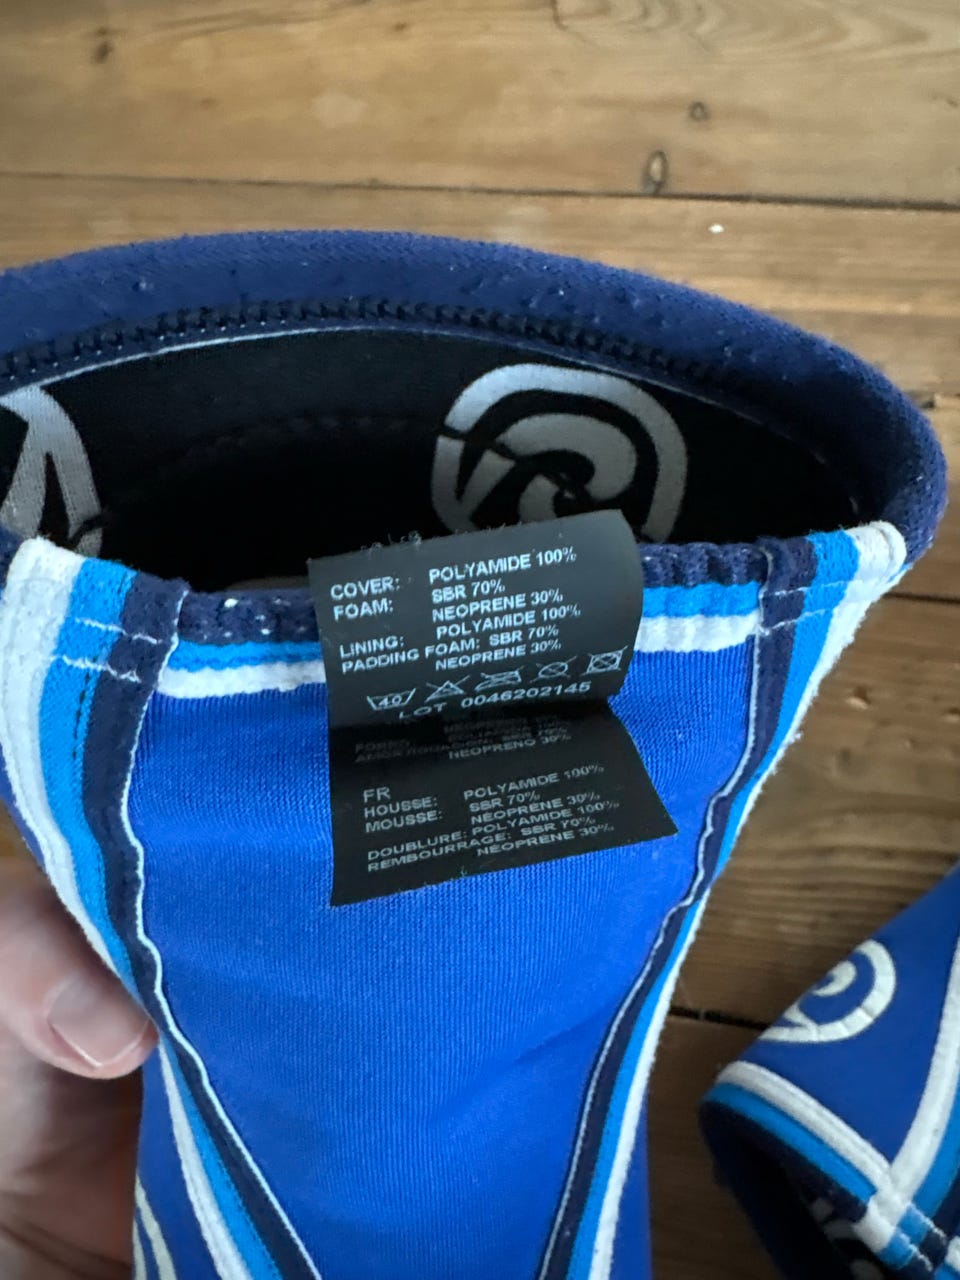 COVER: POLYAMIDE 100%
FOAM: SBR 70%
NEOPRENE 30%
LINING: POLYAMIDE 100%
PADDING FOAM: SBR 70%
NEOPRENE 30%
40
LOT 0046202145
NEOPRENO 30%
FR
HOUSSE: POLYAMIDE 100%
MOUSSE: SBR 70%
NEOPRENE 30%
DOUBLURE: POLYAMIDE 100%
REMBOURRAGE: SBR 70%
NEOPRENE 30%